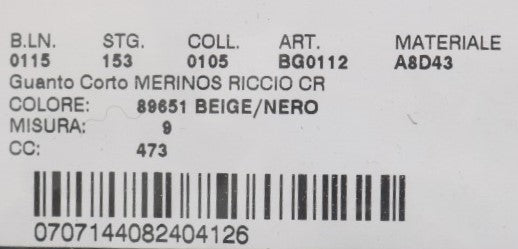 B.LN. STG. COLL. ART. MATERIALE
0115 153 0105 BG0112 A8D43
Guanto Corto MERINOS RICCIO CR
COLORE: 89651 BEIGE/NERO
MISURA: 9
CC: 473
0707144082404126